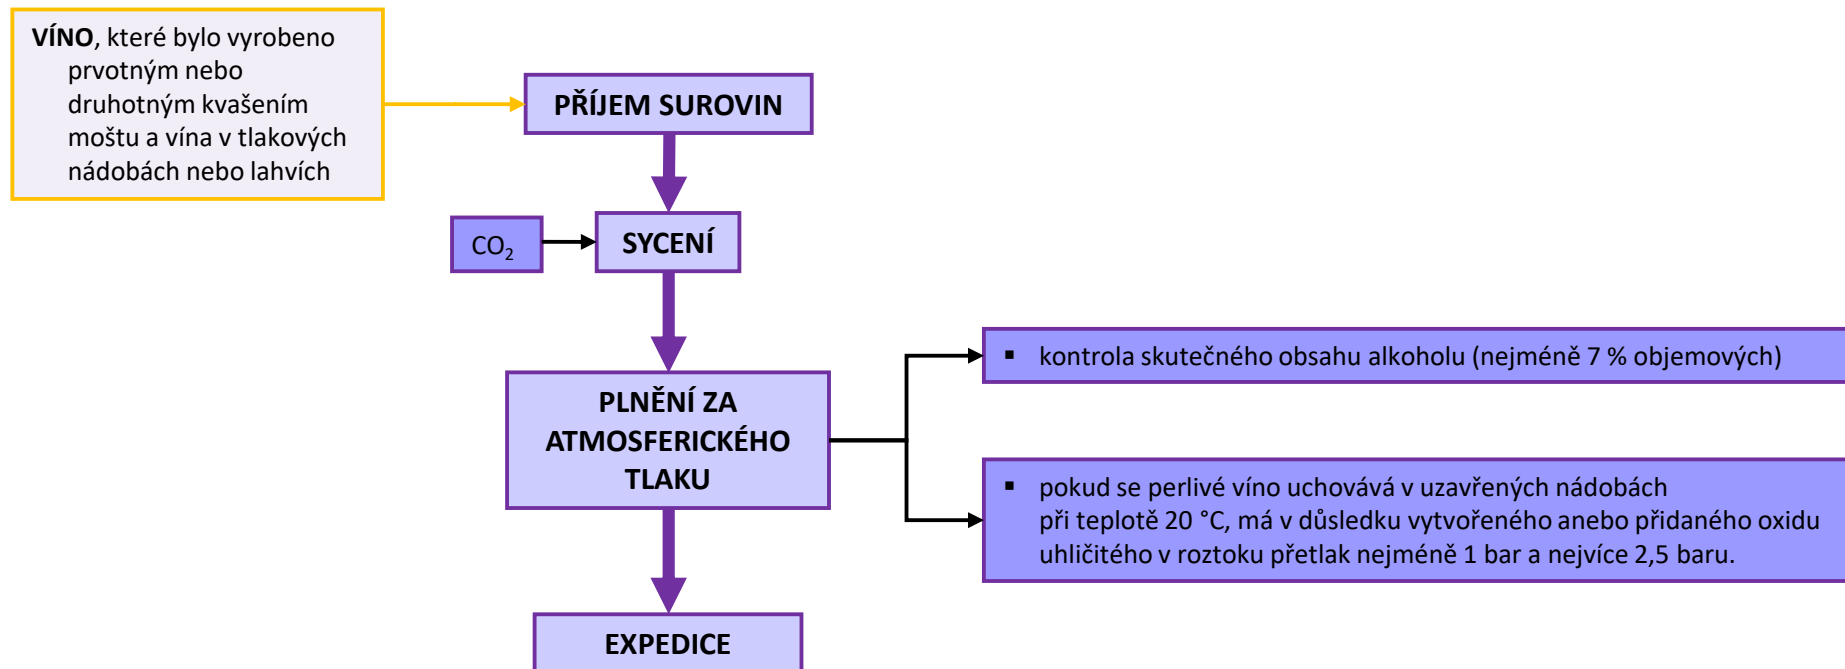 VÍNO, které bylo vyrobeno
prvotným nebo
druhotným kvašením
moštu a vína v tlakových
nádobách nebo lahvích
PŘÍJEM SUROVIN
CO₂
SYCENÍ
PLNĚNÍ ZA
ATMOSFERICKÉHO
TLAKU
▪ kontrola skutečného obsahu alkoholu (nejméně 7 % objemových)
▪ pokud se perlivé víno uchovává v uzavřených nádobách
při teplotě 20 °C, má v důsledku vytvořeného anebo přidaného oxidu
uhličitého v roztoku přetlak nejméně 1 bar a nejvíce 2,5 baru.
EXPEDICE